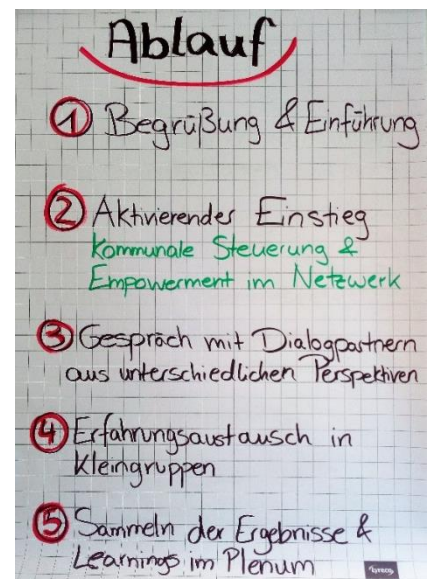 Ablauf
① Begrüßung & Einführung
② Aktivierender Einstieg
Kommunale Steuerung &
Empowerment im Netzwerk
③ Gespräch mit Dialogpartnern
aus unterschiedlichen Perspektiven
④ Erfahrungsaustausch in
Kleingruppen
⑤ Sammeln der Ergebnisse &
Learnings im Plenum